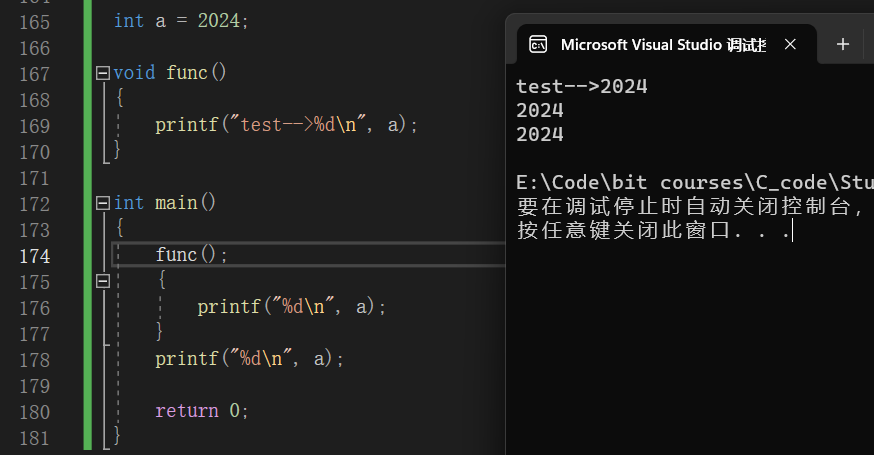 165 int a = 2024;
166
167 void func()
168 {
169 printf("test-->%d\n", a);
170 }
171
172 int main()
173 {
174 func();
175 {
176 printf("%d\n", a);
177 }
178 printf("%d\n", a);
179
180 return 0;
181 }
Microsoft Visual Studio 调试
test-->2024
2024
2024
E:\Code\bit courses\C_code\Stu
要在调试停止时自动关闭控制台,
按任意键关闭此窗口. . .